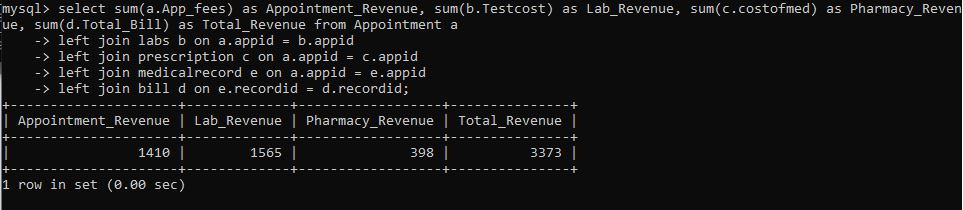 mysql> select sum(a.App_fees) as Appointment_Revenue, sum(b.Testcost) as Lab_Revenue, sum(c.costofmed) as Pharmacy_Reven
ue, sum(d.Total_Bill) as Total_Revenue from Appointment a
    -> left join labs b on a.appid = b.appid
    -> left join prescription c on a.appid = c.appid
    -> left join medicalrecord e on a.appid = e.appid
    -> left join bill d on e.recordid = d.recordid;
+---------------------+-------------+------------------+---------------+
| Appointment_Revenue | Lab_Revenue | Pharmacy_Revenue | Total_Revenue |
+---------------------+-------------+------------------+---------------+
|                1410 |        1565 |              398 |          3373 |
+---------------------+-------------+------------------+---------------+
1 row in set (0.00 sec)